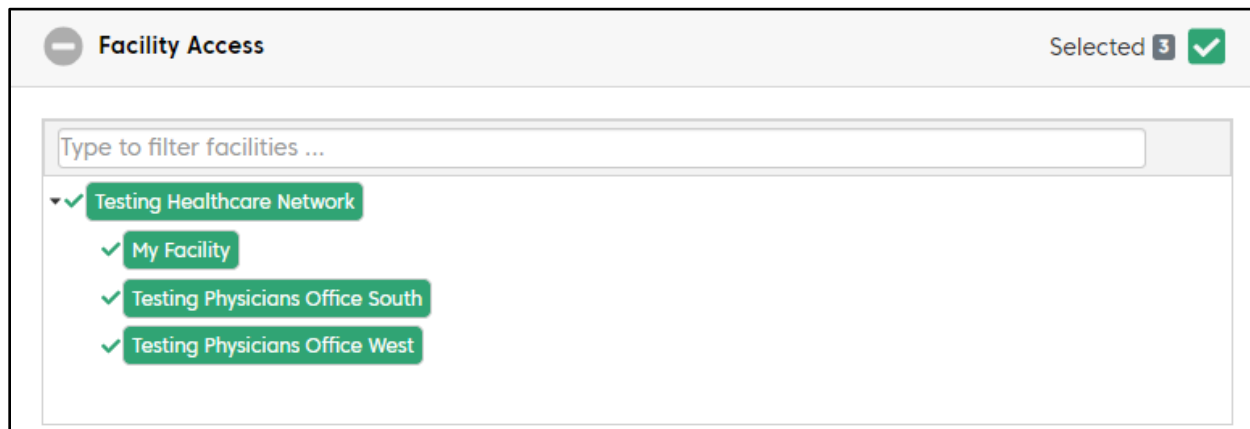 Facility Access
Selected 3
Type to filter facilities ...
Testing Healthcare Network
My Facility
Testing Physicians Office South
Testing Physicians Office West